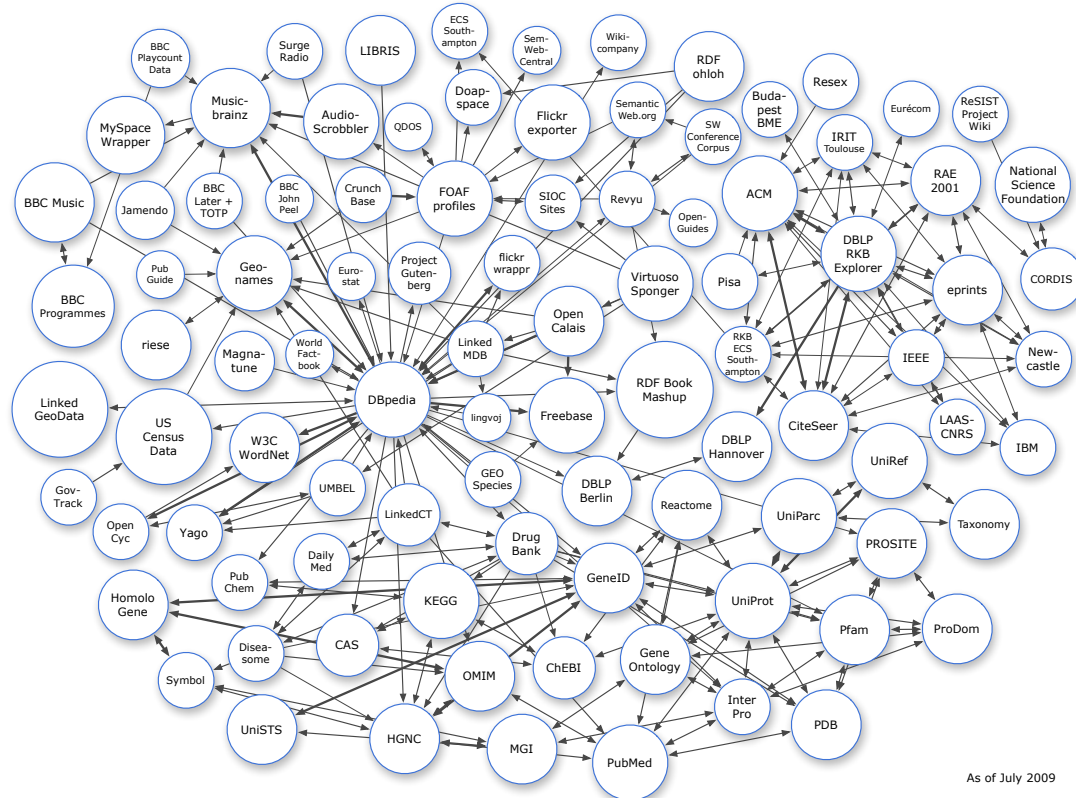 BBC
Playcount
Data
Surge
Radio
LIBRIS
ECS
South-
ampton
Sem-
Web-
Central
Wiki-
company
RDF
ohloh
Music-
brainz
Doap-
space
Flickr
exporter
Semantic
Web.org
Resex
Buda-
pest
BME
Eurécom
ReSIST
Project
Wiki
MySpace
Wrapper
Audio-
Scrobbler
QDOS
SW
Conference
Corpus
IRIT
Toulouse
National
Science
Foundation
RAE
2001
BBC Music
Jamendo
BBC
Later +
TOTP
BBC
John
Peel
Crunch
Base
FOAF
profiles
SIOC
Sites
Revyu
Open-
Guides
ACM
DBLP
RKB
Explorer
CORDIS
Pub
Guide
Geo-
names
Euro-
stat
Project
Guten-
berg
flickr
wrappr
Virtuoso
Sponger
Pisa
eprints
BBC
Programmes
riese
World
Fact-
book
Magna-
tune
Linked
MDB
Open
Calais
RKB
ECS
South-
ampton
IEEE
New-
castle
Linked
GeoData
US
Census
Data
DBpedia
lingvoj
Freebase
RDF Book
Mashup
CiteSeer
LAAS-
CNRS
IBM
W3C
WordNet
DBLP
Hannover
Gov-
Track
UMBEL
GEO
Species
DBLP
Berlin
UniRef
Open
Cyc
Yago
LinkedCT
Reactome
UniParc
Taxonomy
Drug
Bank
PROSITE
Daily
Med
Pub
Chem
GeneID
Homolo
Gene
KEGG
UniProt
Pfam
ProDom
Disea-
some
CAS
ChEBI
Gene
Ontology
Symbol
OMIM
Inter
Pro
PDB
UniSTS
HGNC
MGI
PubMed
As of July 2009